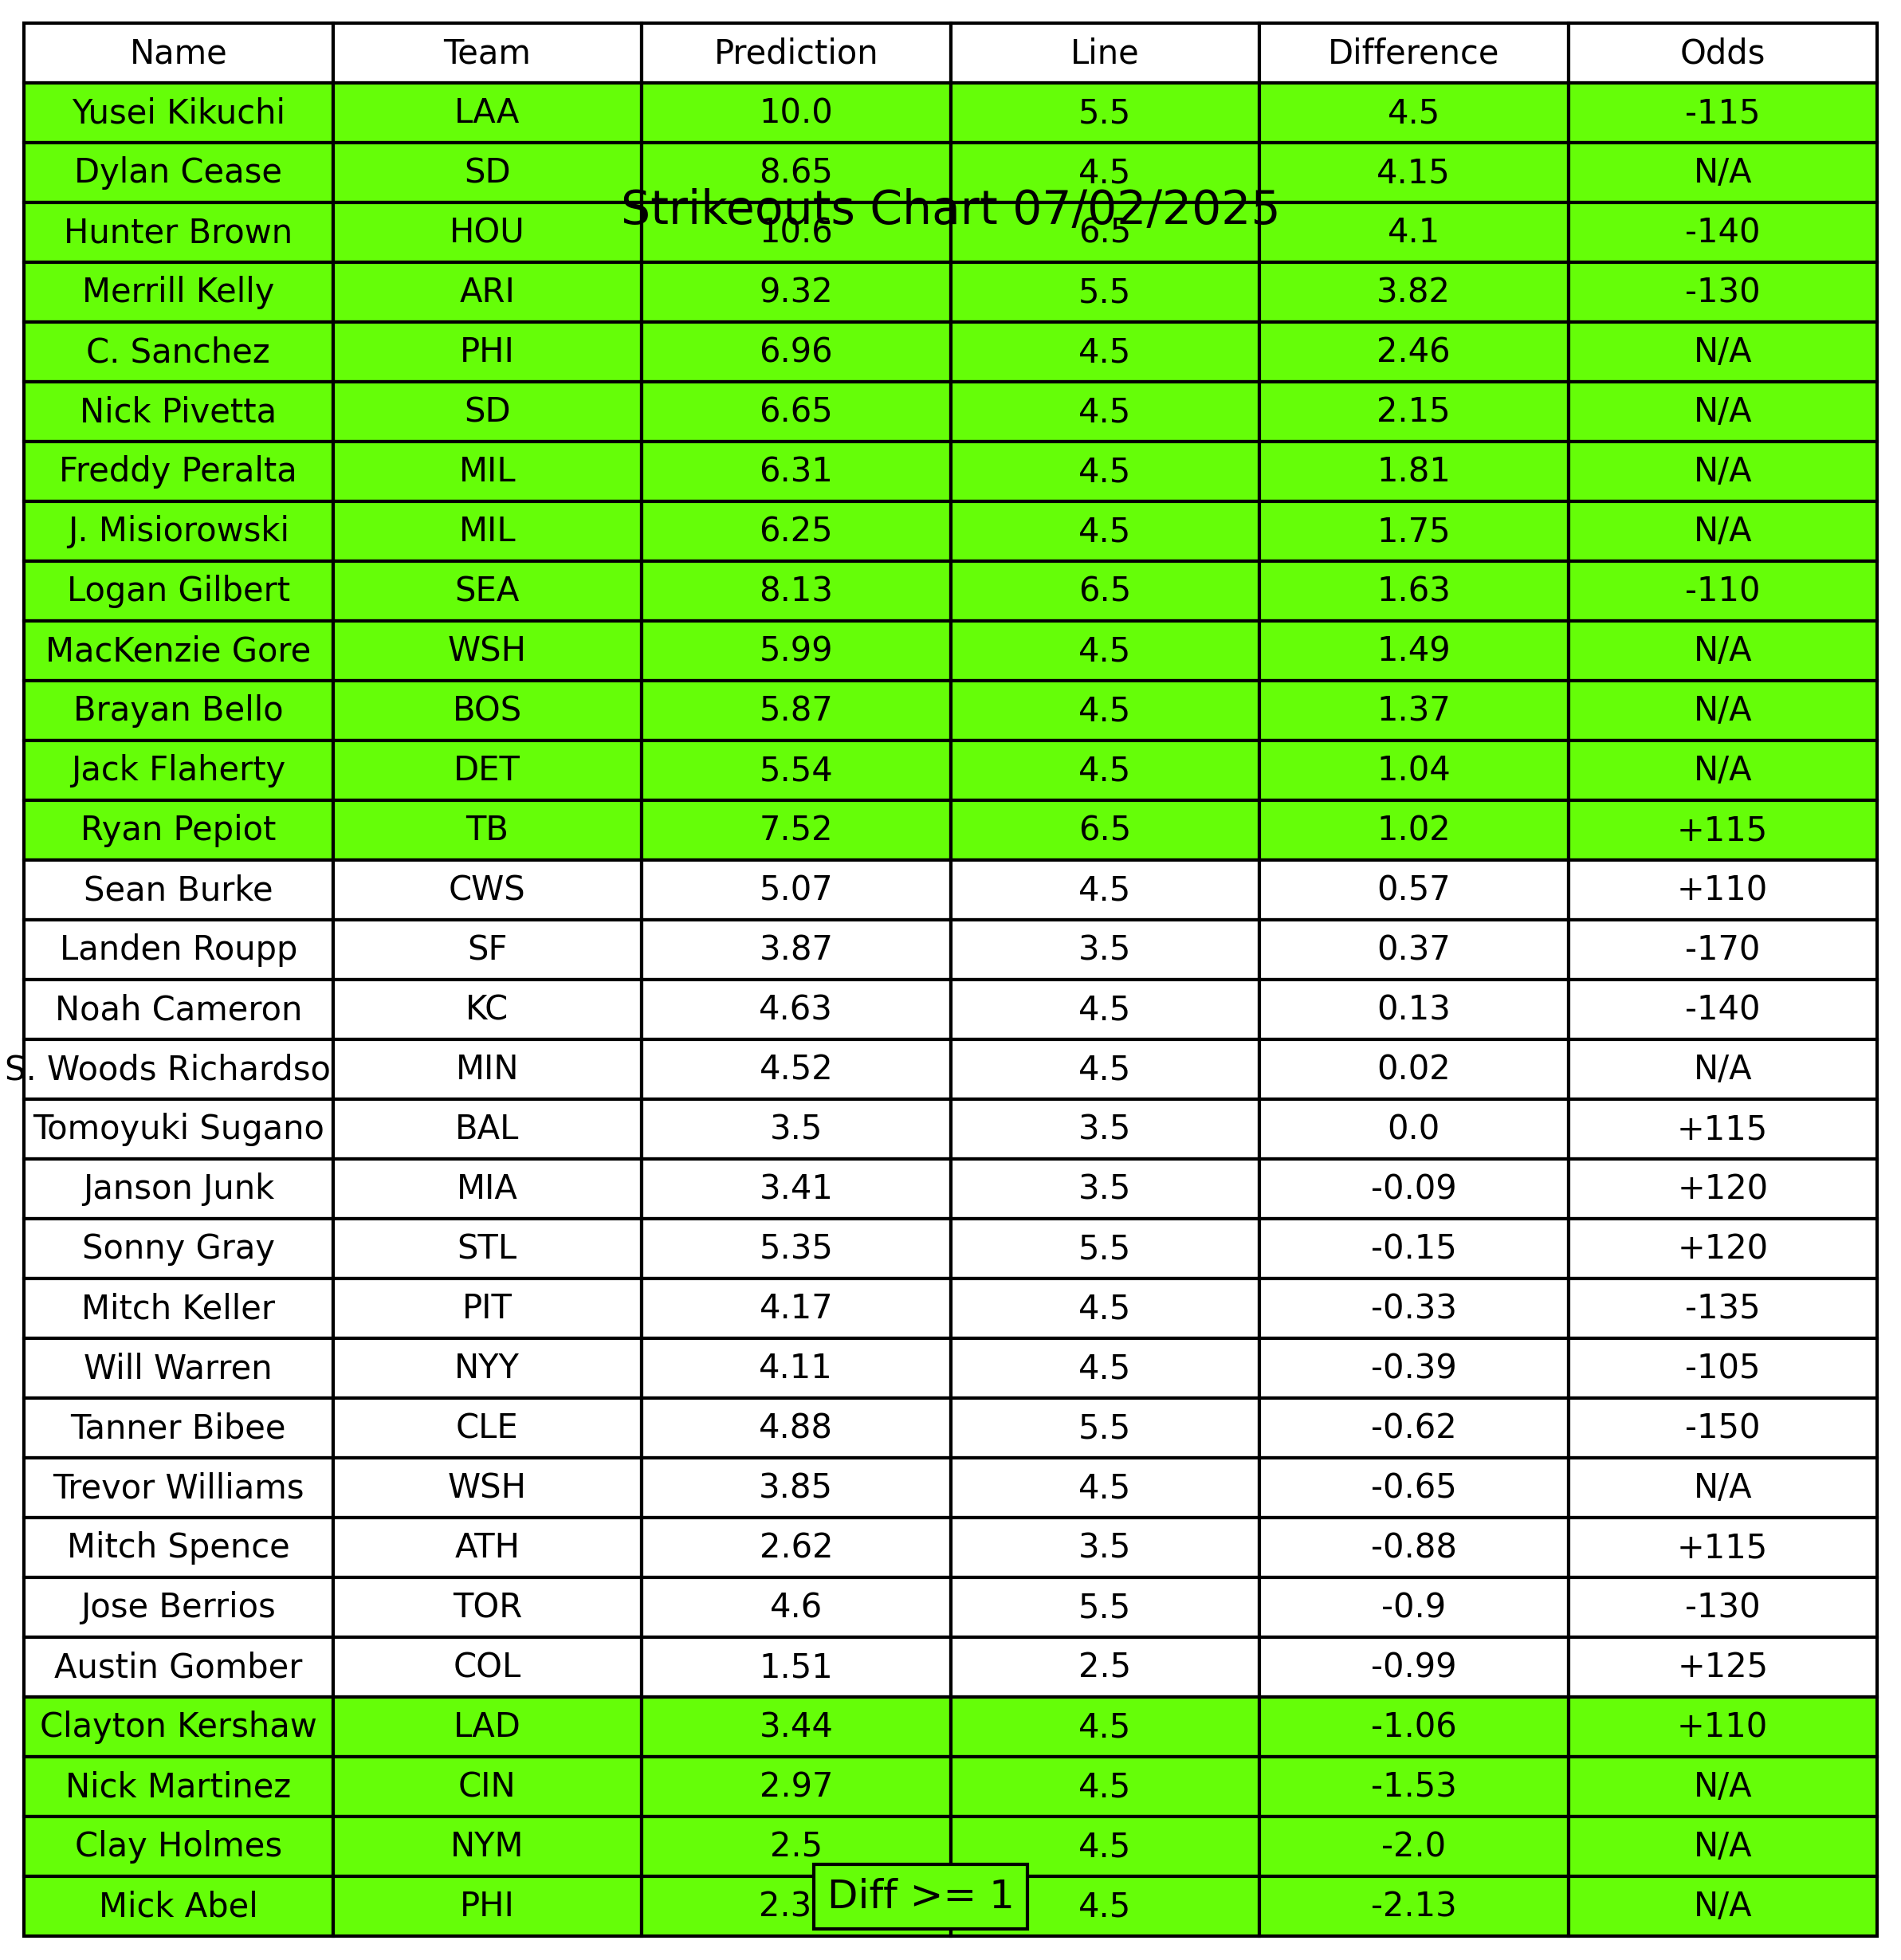 Name Team Prediction Line Difference Odds
Yusei Kikuchi LAA 10.0 5.5 4.5 -115
Dylan Cease SD 8.65 4.5 4.15 N/A
Strikeouts Chart 07/02/2025
Hunter Brown HOU 10.6 6.5 4.1 -140
Merrill Kelly ARI 9.32 5.5 3.82 -130
C. Sanchez PHI 6.96 4.5 2.46 N/A
Nick Pivetta SD 6.65 4.5 2.15 N/A
Freddy Peralta MIL 6.31 4.5 1.81 N/A
J. Misiorowski MIL 6.25 4.5 1.75 N/A
Logan Gilbert SEA 8.13 6.5 1.63 -110
MacKenzie Gore WSH 5.99 4.5 1.49 N/A
Brayan Bello BOS 5.87 4.5 1.37 N/A
Jack Flaherty DET 5.54 4.5 1.04 N/A
Ryan Pepiot TB 7.52 6.5 1.02 +115
Sean Burke CWS 5.07 4.5 0.57 +110
Landen Roupp SF 3.87 3.5 0.37 -170
Noah Cameron KC 4.63 4.5 0.13 -140
S. Woods Richardso MIN 4.52 4.5 0.02 N/A
Tomoyuki Sugano BAL 3.5 3.5 0.0 +115
Janson Junk MIA 3.41 3.5 -0.09 +120
Sonny Gray STL 5.35 5.5 -0.15 +120
Mitch Keller PIT 4.17 4.5 -0.33 -135
Will Warren NYY 4.11 4.5 -0.39 -105
Tanner Bibee CLE 4.88 5.5 -0.62 -150
Trevor Williams WSH 3.85 4.5 -0.65 N/A
Mitch Spence ATH 2.62 3.5 -0.88 +115
Jose Berrios TOR 4.6 5.5 -0.9 -130
Austin Gomber COL 1.51 2.5 -0.99 +125
Clayton Kershaw LAD 3.44 4.5 -1.06 +110
Nick Martinez CIN 2.97 4.5 -1.53 N/A
Clay Holmes NYM 2.5 4.5 -2.0 N/A
Mick Abel PHI 2.3 4.5 -2.13 N/A
Diff >= 1